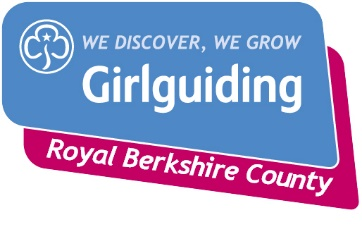 WE DISCOVER, WE GROW
Girlguiding
Royal Berkshire County